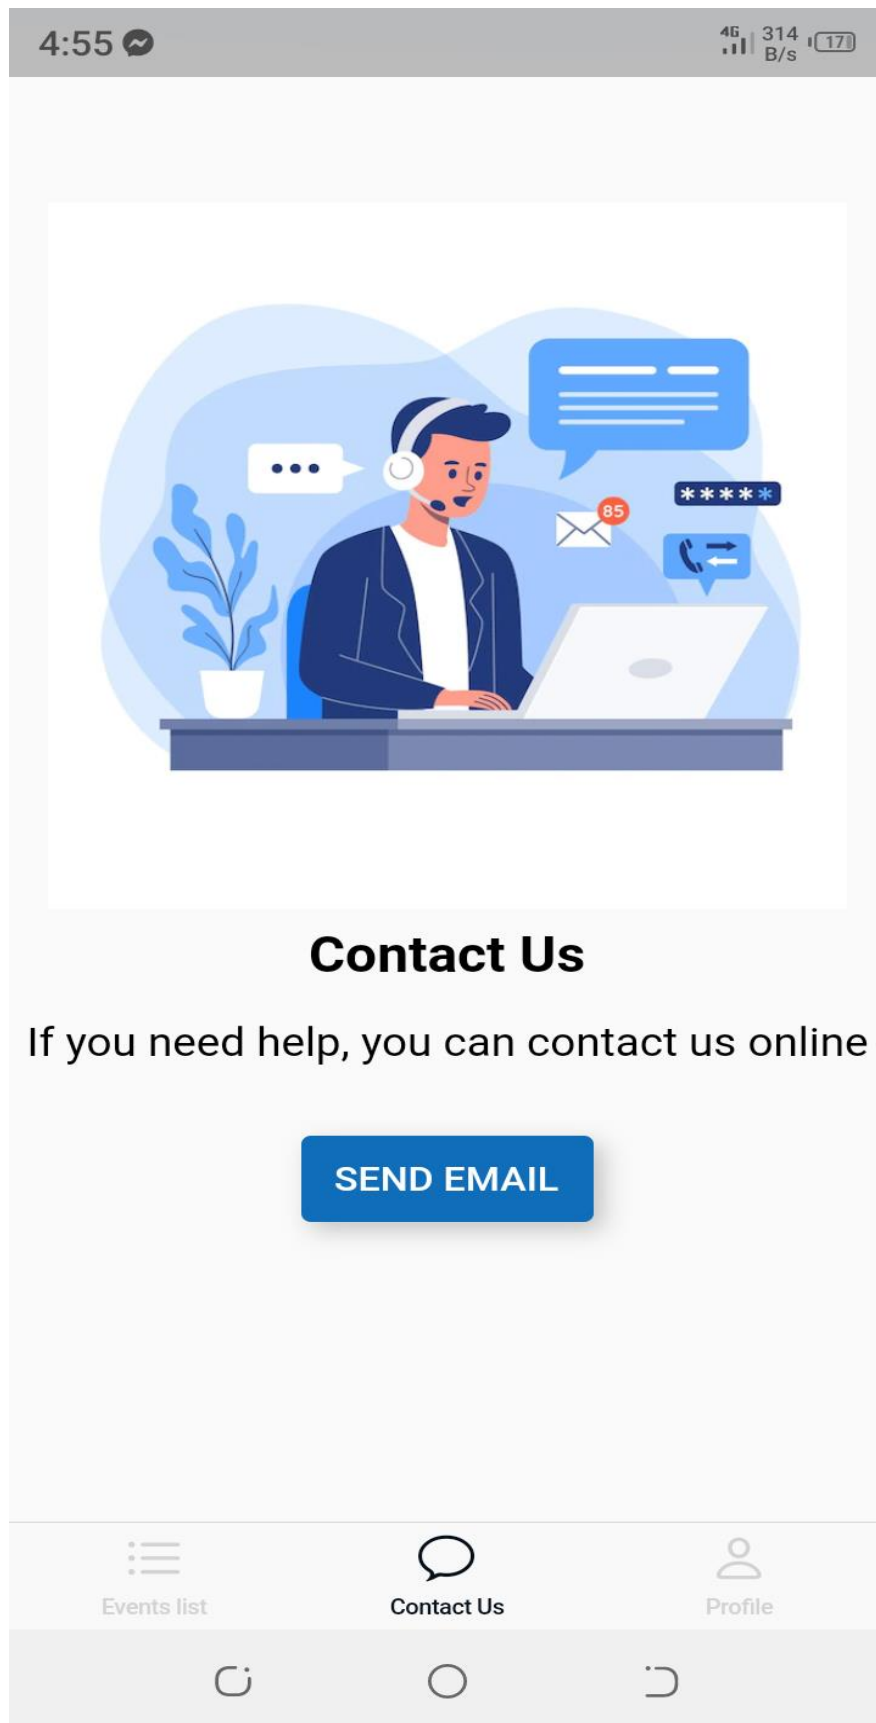 4:55
4G 314 B/s 17
85
*****
Contact Us
If you need help, you can contact us online
SEND EMAIL
Events list Contact Us Profile